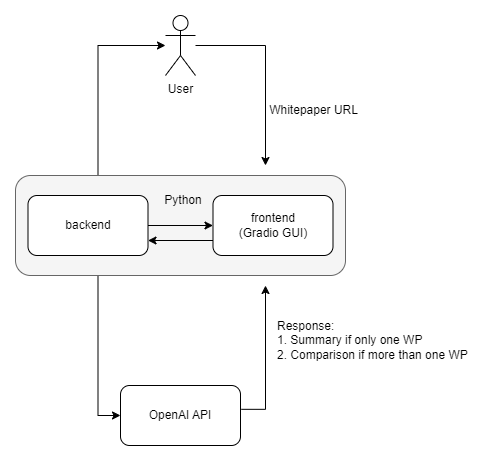 User
Whitepaper URL
Python
backend
frontend
(Gradio GUI)
Response:
1. Summary if only one WP
2. Comparison if more than one WP
OpenAI API